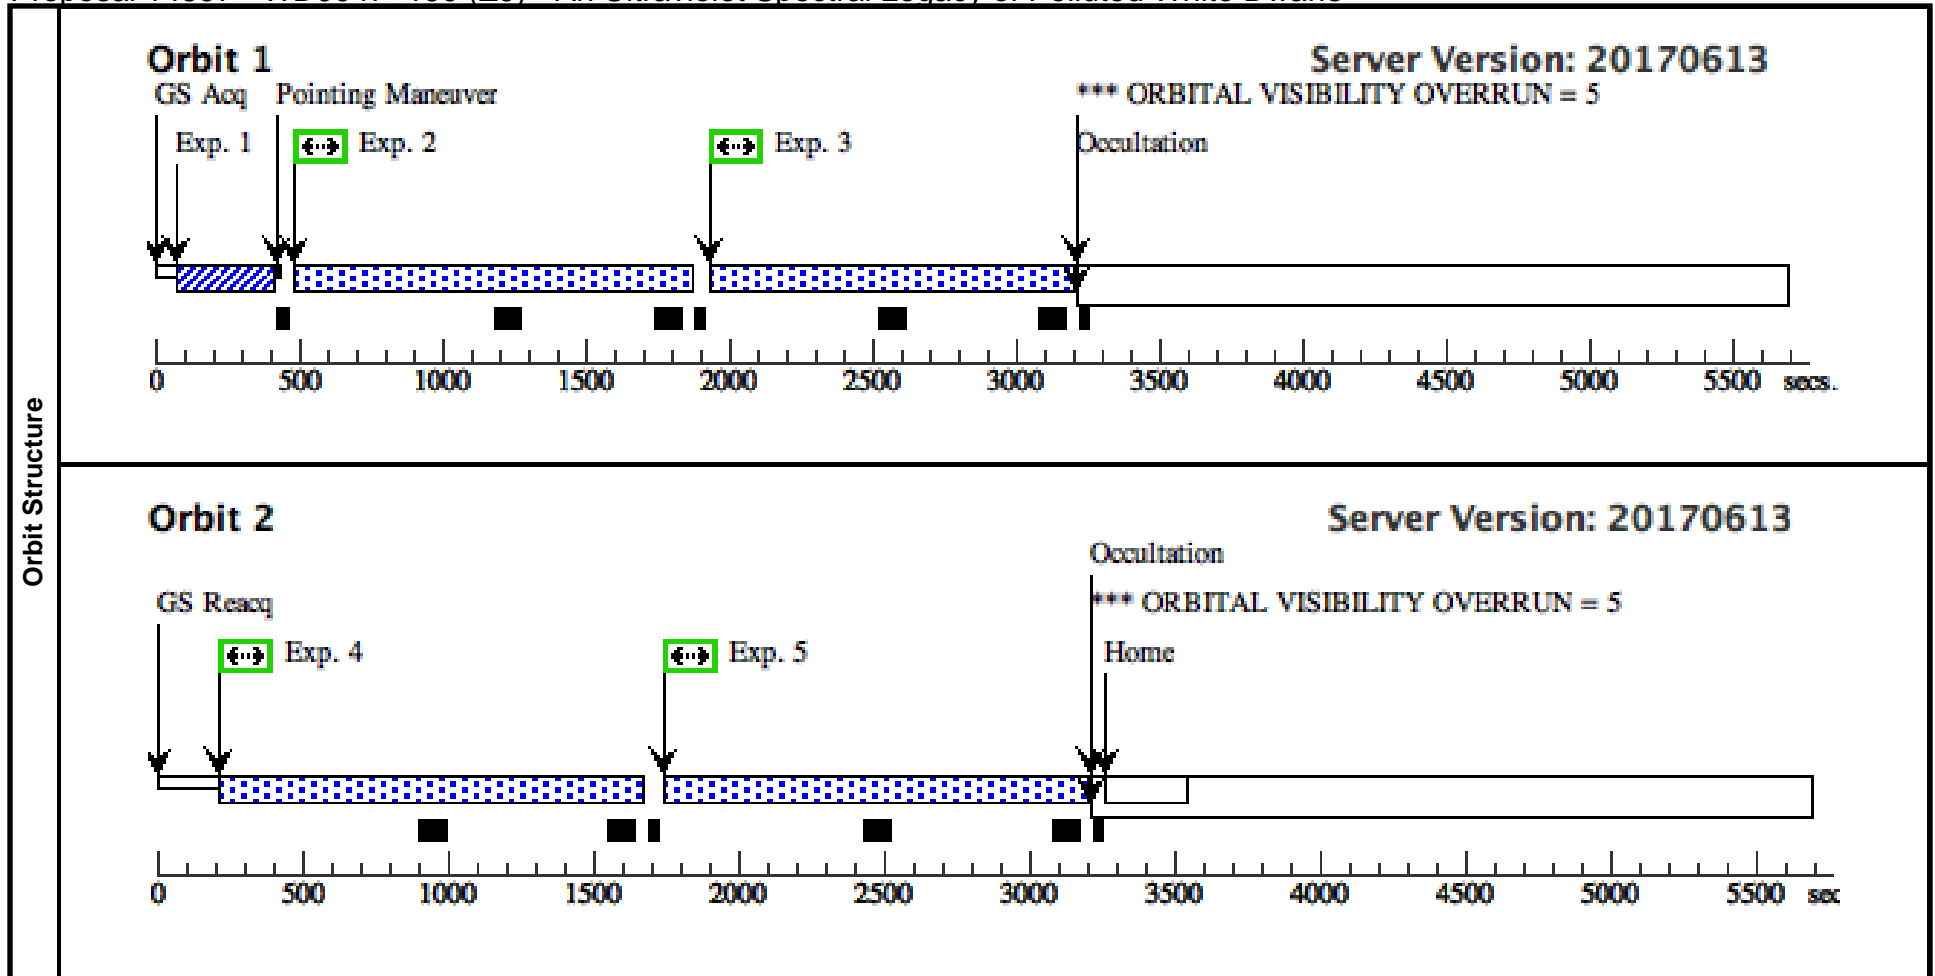 Orbit Structure
Orbit 1
Server Version: 20170613
GS Acq Pointing Maneuver *** ORBITAL VISIBILITY OVERRUN = 5
Exp. 1 Exp. 2 Exp. 3 Occultation
0 500 1000 1500 2000 2500 3000 3500 4000 4500 5000 5500 secs.
Orbit 2
Server Version: 20170613
Occultation
GS Reacq *** ORBITAL VISIBILITY OVERRUN = 5
Exp. 4 Exp. 5 Home
0 500 1000 1500 2000 2500 3000 3500 4000 4500 5000 5500 sec